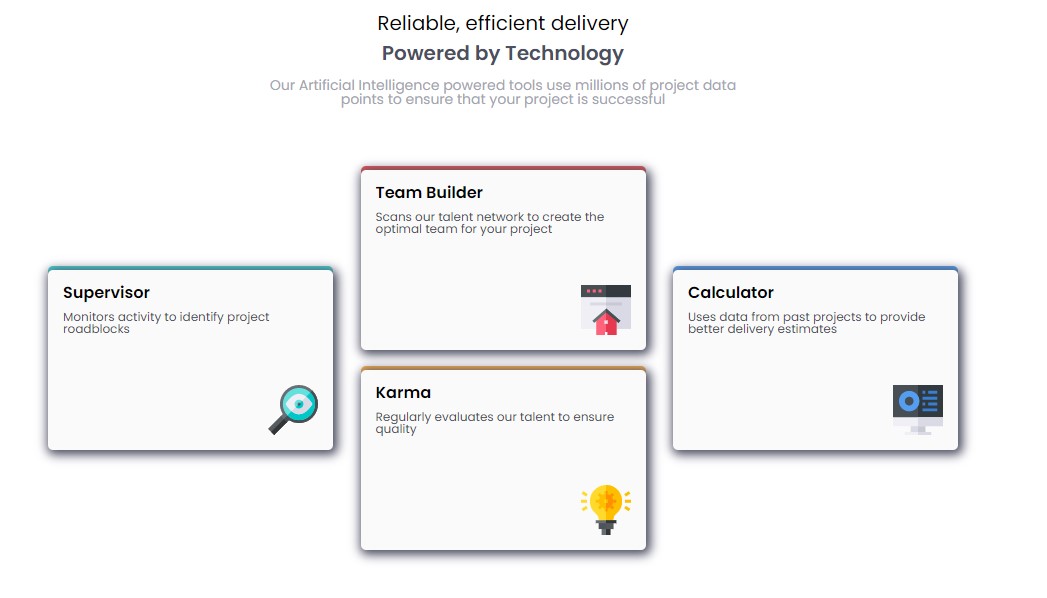 Reliable, efficient delivery
Powered by Technology
Our Artificial Intelligence powered tools use millions of project data
points to ensure that your project is successful
Team Builder
Scans our talent network to create the
optimal team for your project
Supervisor
Monitors activity to identify project
roadblocks
Calculator
Uses data from past projects to provide
better delivery estimates
Karma
Regularly evaluates our talent to ensure
quality